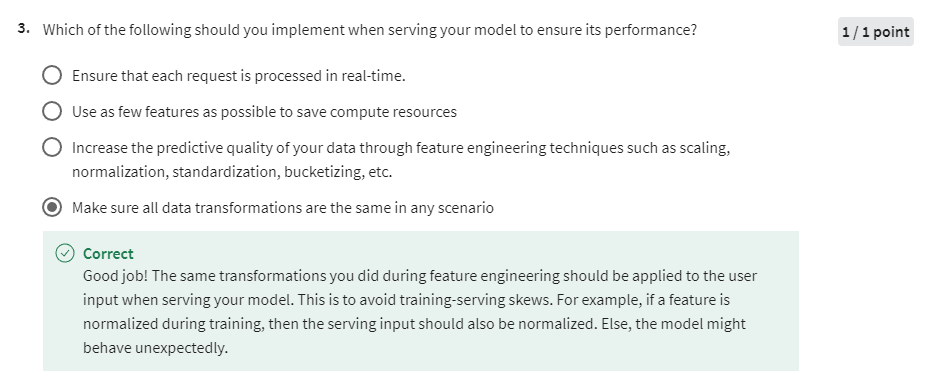 3. Which of the following should you implement when serving your model to ensure its performance?
1 / 1 point
Ensure that each request is processed in real-time.
Use as few features as possible to save compute resources
Increase the predictive quality of your data through feature engineering techniques such as scaling,
normalization, standardization, bucketizing, etc.
Make sure all data transformations are the same in any scenario
Correct
Good job! The same transformations you did during feature engineering should be applied to the user
input when serving your model. This is to avoid training-serving skews. For example, if a feature is
normalized during training, then the serving input should also be normalized. Else, the model might
behave unexpectedly.